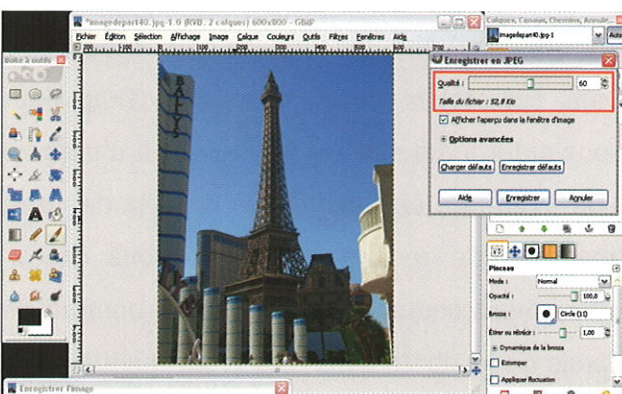 *imagedepart40.jpg-1.0 (RVB, 2 calques) 600x800 - GIMP
Fichier Édition Sélection Affichage Image Calque Couleurs Outils Filtres Fenêtres Aide
Boîte à outils
BALLYS
Calques, Canaux, Chemins, Annule...
imagedepart40.jpg-1
Auto
Enregistrer en JPEG
Qualité : 60
Taille du fichier : 52,8 Kio
Afficher l'aperçu dans la fenêtre d'image
Options avancées
Charger défauts Enregistrer défauts
Aide Enregistrer Annuler
Pinceau
Mode : Normal
Opacité : 100,0
Brosse : Circle (11)
Étirer ou rétrécir : 1,00
Dynamique de la brosse
Estomper
Appliquer fluctuation
Enregistrer l'image